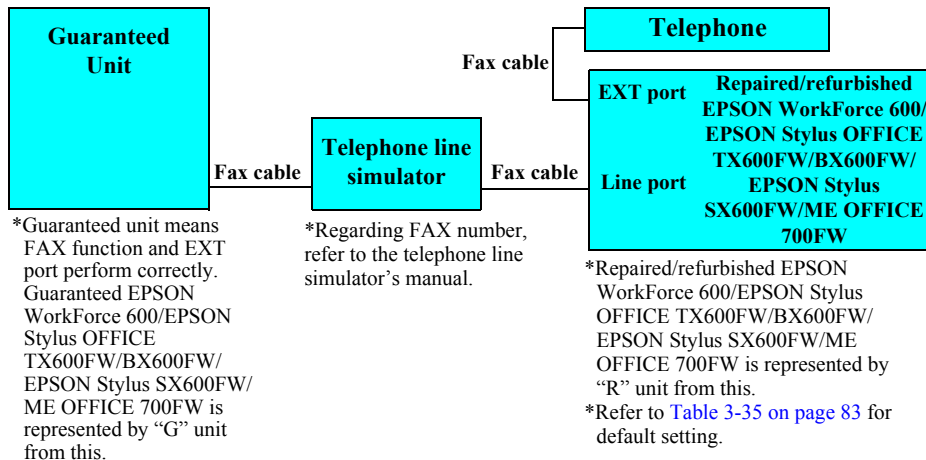 Guaranteed
Unit
Fax cable
Telephone line
simulator
Fax cable
Fax cable
Telephone
EXT port
Line port
Repaired/refurbished
EPSON WorkForce 600/
EPSON Stylus OFFICE
TX600FW/BX600FW/
EPSON Stylus
SX600FW/ME OFFICE
700FW
*Guaranteed unit means
FAX function and EXT
port perform correctly.
Guaranteed EPSON
WorkForce 600/EPSON
Stylus OFFICE
TX600FW/BX600FW/
EPSON Stylus SX600FW/
ME OFFICE 700FW is
represented by “G” unit
from this.
*Regarding FAX number,
refer to the telephone line
simulator’s manual.
*Repaired/refurbished EPSON
WorkForce 600/EPSON Stylus
OFFICE TX600FW/BX600FW/
EPSON Stylus SX600FW/ME
OFFICE 700FW is represented by
“R” unit from this.
*Refer to Table 3-35 on page 83 for
default setting.